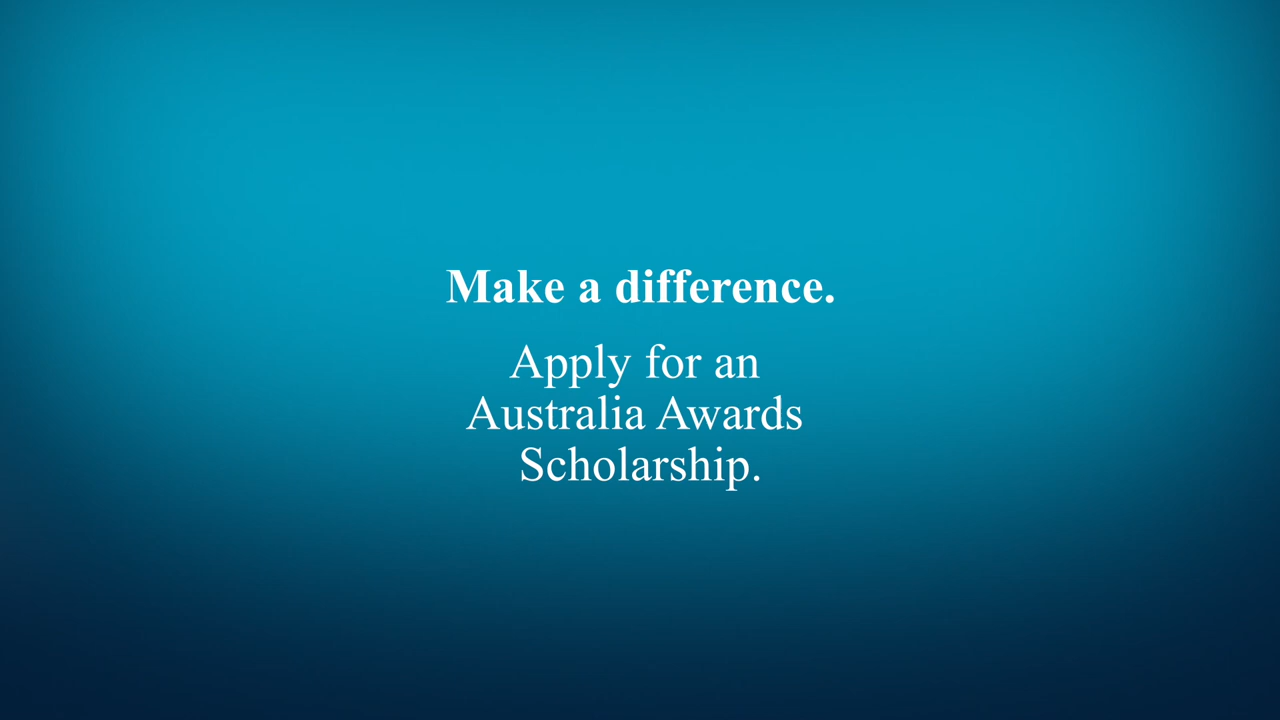 Make a difference.
Apply for an
Australia Awards
Scholarship.